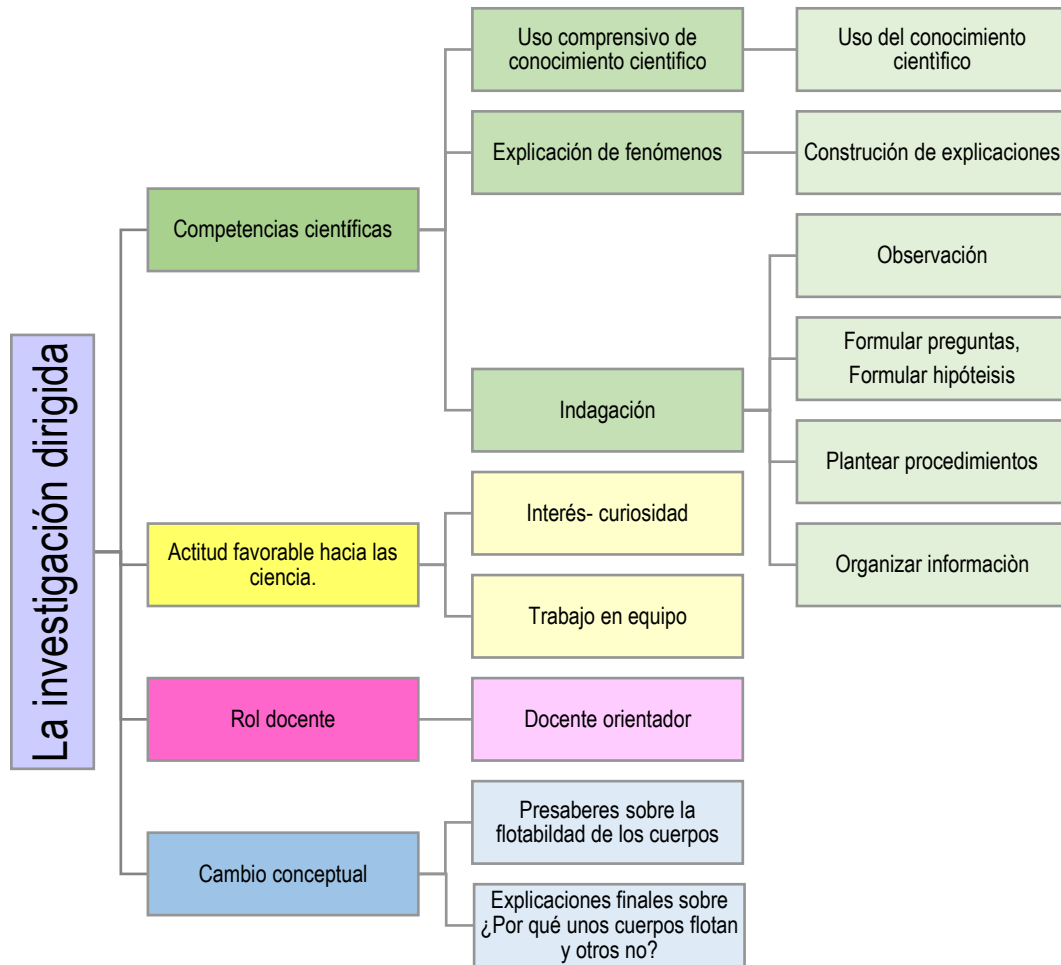 La investigación dirigida
Competencias científicas
Uso comprensivo de
conocimiento cientifico
Uso del conocimiento
cientìfico
Explicación de fenómenos
Construción de explicaciones
Indagación
Observación
Formular preguntas,
Formular hipóteisis
Plantear procedimientos
Organizar informaciòn
Actitud favorable hacia las
ciencia.
Interés- curiosidad
Trabajo en equipo
Rol docente
Docente orientador
Cambio conceptual
Presaberes sobre la
flotabildad de los cuerpos
Explicaciones finales sobre
¿Por qué unos cuerpos flotan
y otros no?